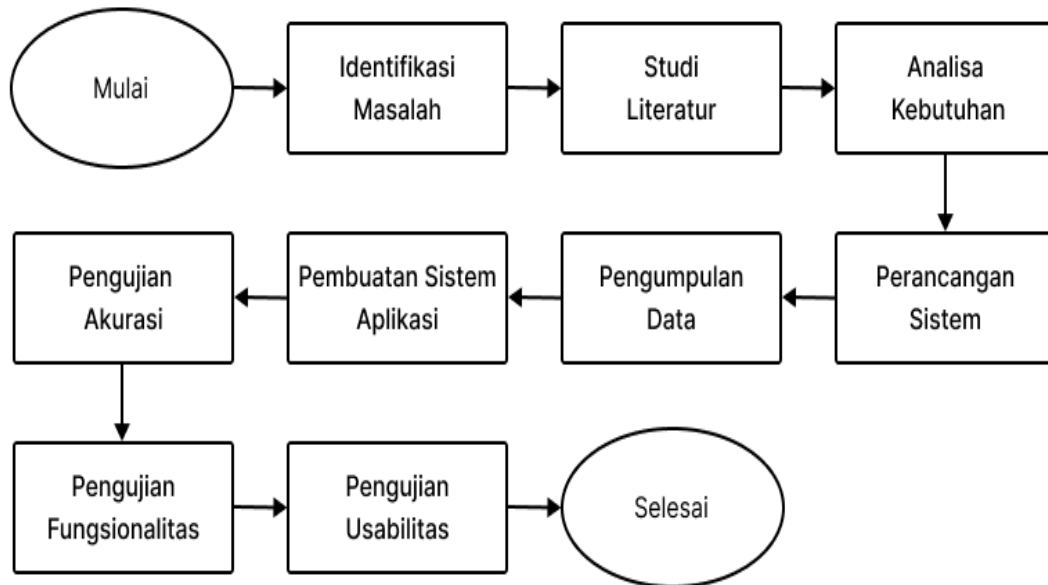 Mulai
Identifikasi
Masalah
Studi
Literatur
Analisa
Kebutuhan
Perancangan
Sistem
Pengumpulan
Data
Pembuatan Sistem
Aplikasi
Pengujian
Akurasi
Pengujian
Fungsionalitas
Pengujian
Usabilitas
Selesai